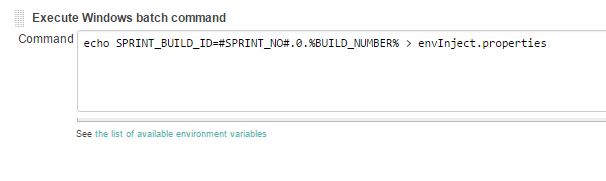 Execute Windows batch command
Command
echo SPRINT_BUILD_ID=#SPRINT_NO#.0.%BUILD_NUMBER% > envInject.properties
See the list of available environment variables